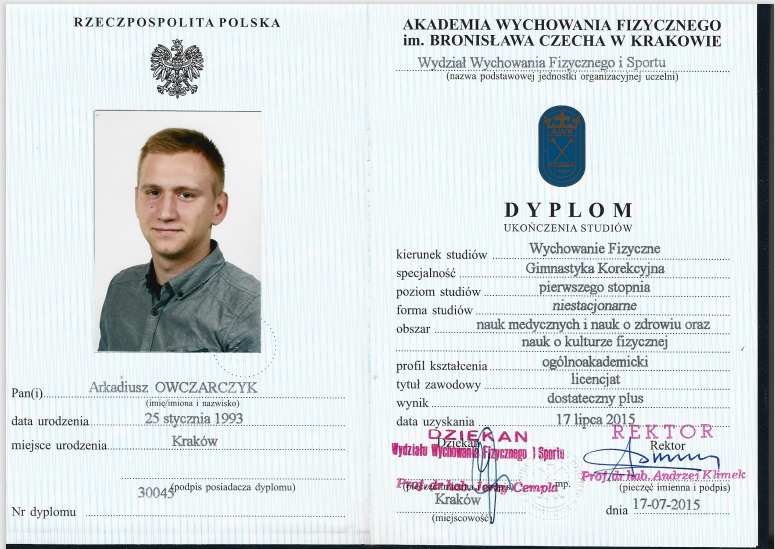 RZECZPOSPOLITA POLSKA
Pan(i) Arkadiusz OWCZARCZYK
(imię/imiona i nazwisko)
data urodzenia 25 stycznia 1993
miejsce urodzenia Kraków
(podpis posiadacza dyplomu)
Nr dyplomu 30045
AKADEMIA WYCHOWANIA FIZYCZNEGO
im. BRONISŁAWA CZECHA W KRAKOWIE
Wydział Wychowania Fizycznego i Sportu
(nazwa podstawowej jednostki organizacyjnej uczelni)
AWF
DYPLOM
UKOŃCZENIA STUDIÓW
kierunek studiów Wychowanie Fizyczne
specjalność Gimnastyka Korekcyjna
poziom studiów pierwszego stopnia
forma studiów niestacjonarne
obszar nauk medycznych i nauk o zdrowiu oraz
nauk o kulturze fizycznej
profil kształcenia ogólnoakademicki
tytuł zawodowy licencjat
wynik dostateczny plus
data uzyskania 17 lipca 2015
DZIEKAN REKTOR
Dziekan Rektor
Wydziału Wychowania Fizycznego i Sportu
Prof. dr hab. Jerzy Cempla
Prof. dr hab. Andrzej Klimek
mp. (pieczęć imienna i podpis)
Kraków
(miejscowość)
dnia 17-07-2015